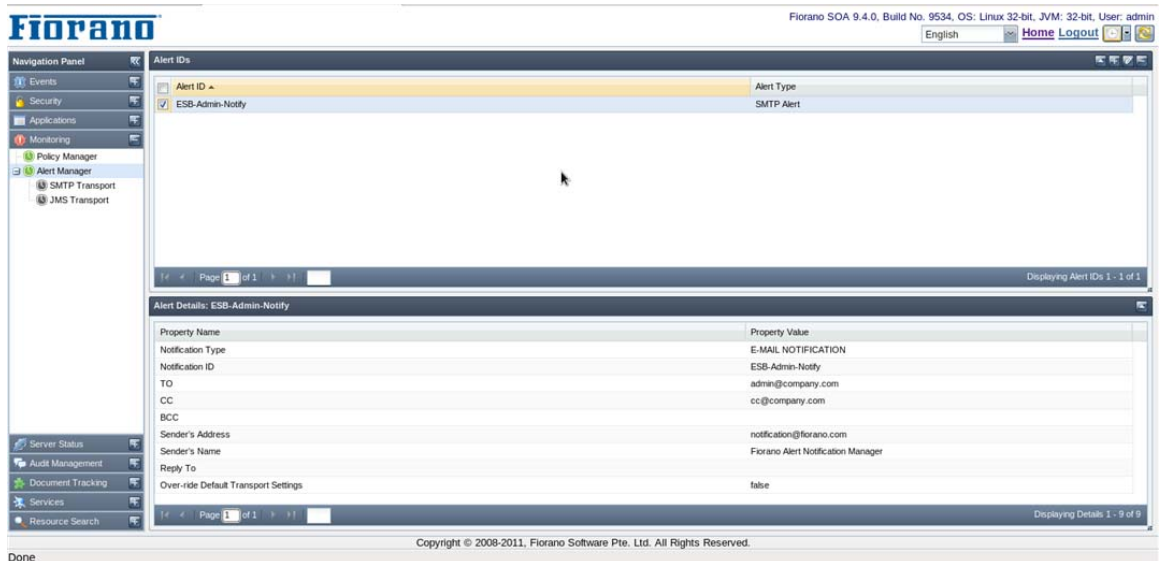 Fiorano
Fiorano SOA 9.4.0, Build No. 9534, OS: Linux 32-bit, JVM: 32-bit, User: admin
English Home Logout
Navigation Panel
Events
Security
Applications
Monitoring
Policy Manager
Alert Manager
SMTP Transport
JMS Transport
Server Status
Audit Management
Document Tracking
Services
Resource Search
Alert IDs
Alert ID Alert Type
ESB-Admin-Notify SMTP Alert
Page 1 of 1 Displaying Alert IDs 1 - 1 of 1
Alert Details: ESB-Admin-Notify
Property Name Property Value
Notification Type E-MAIL NOTIFICATION
Notification ID ESB-Admin-Notify
TO admin@company.com
CC cc@company.com
BCC
Sender's Address notification@fiorano.com
Sender's Name Fiorano Alert Notification Manager
Reply To
Over-ride Default Transport Settings false
Page 1 of 1 Displaying Details 1 - 9 of 9
Copyright © 2008-2011, Fiorano Software Pte. Ltd. All Rights Reserved.
Done